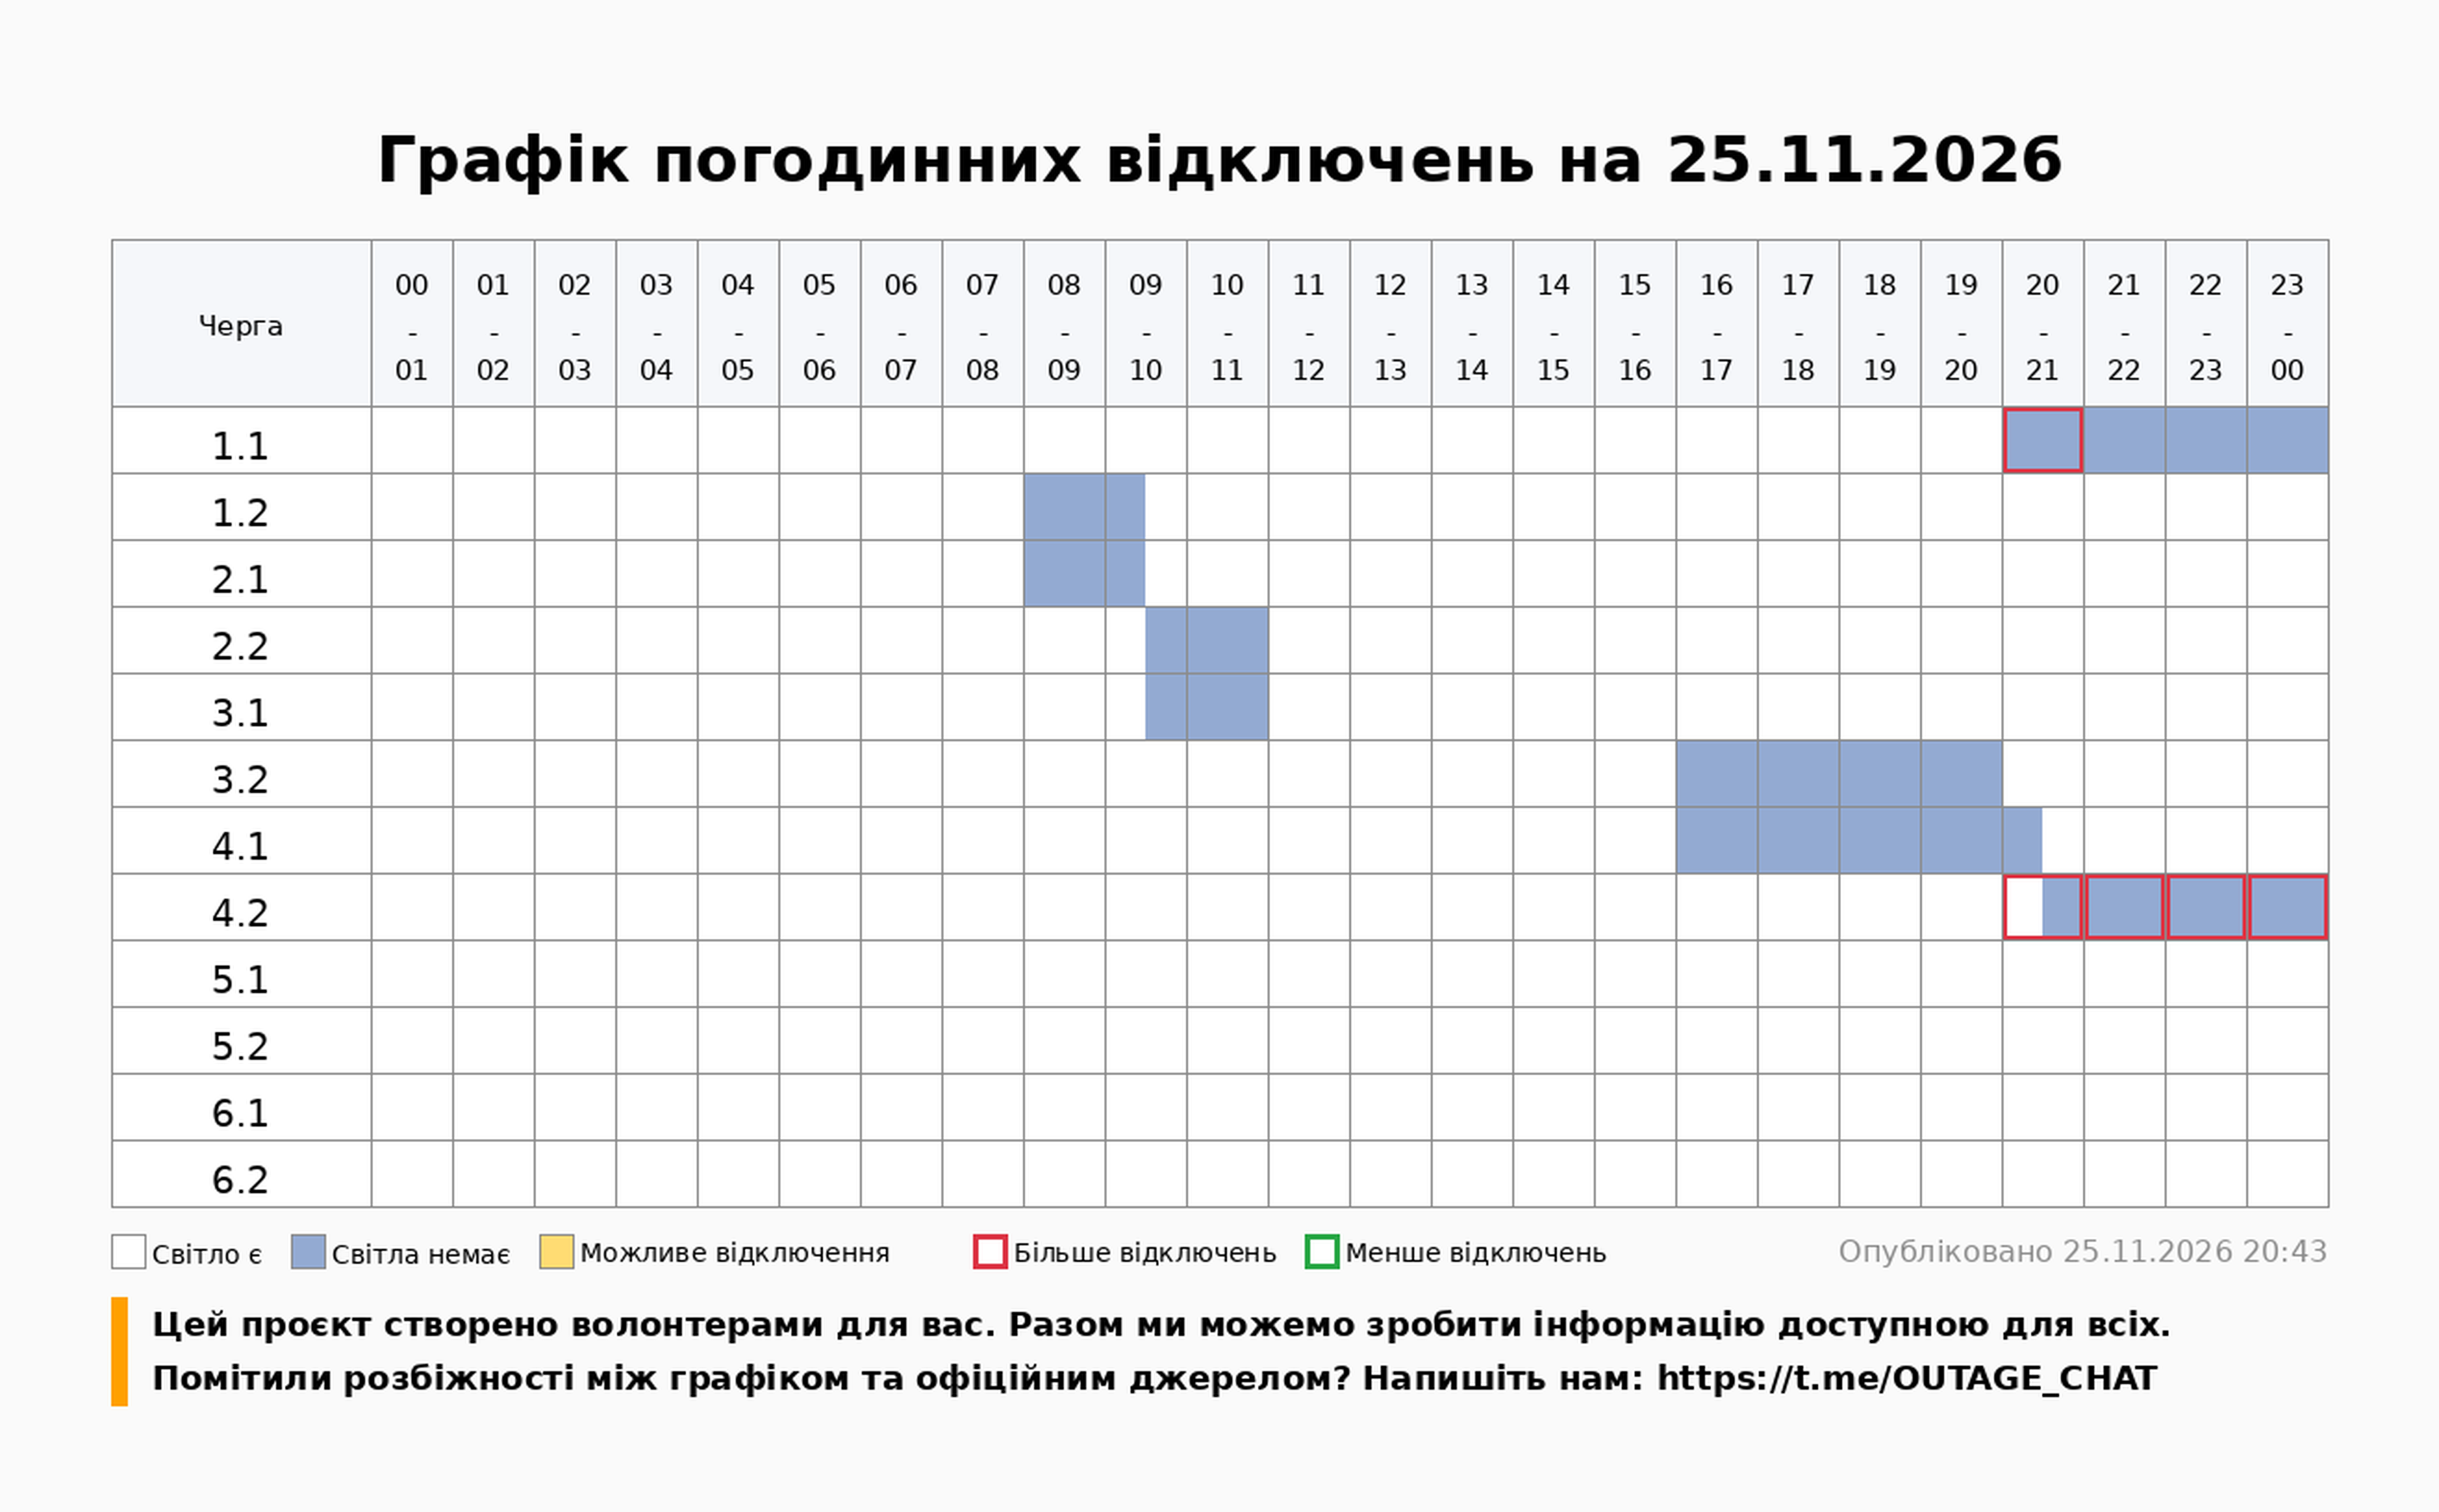 Графік погодинних відключень на 25.11.2026
Черга 00 - 01 01 - 02 02 - 03 03 - 04 04 - 05 05 - 06 06 - 07 07 - 08 08 - 09 09 - 10 10 - 11 11 - 12 12 - 13 13 - 14 14 - 15 15 - 16 16 - 17 17 - 18 18 - 19 19 - 20 20 - 21 21 - 22 22 - 23 23 - 00
1.1
1.2
2.1
2.2
3.1
3.2
4.1
4.2
5.1
5.2
6.1
6.2
Світло є Світла немає Можливе відключення Більше відключень Менше відключень Опубліковано 25.11.2026 20:43
Цей проєкт створено волонтерами для вас. Разом ми можемо зробити інформацію доступною для всіх.
Помітили розбіжності між графіком та офіційним джерелом? Напишіть нам: https://t.me/OUTAGE_CHAT